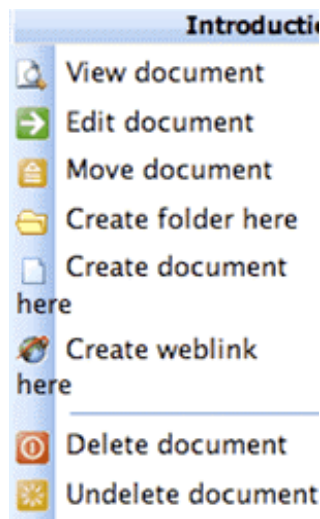 Introductio
View document
Edit document
Move document
Create folder here
Create document
here
Create weblink
here
Delete document
Undelete document